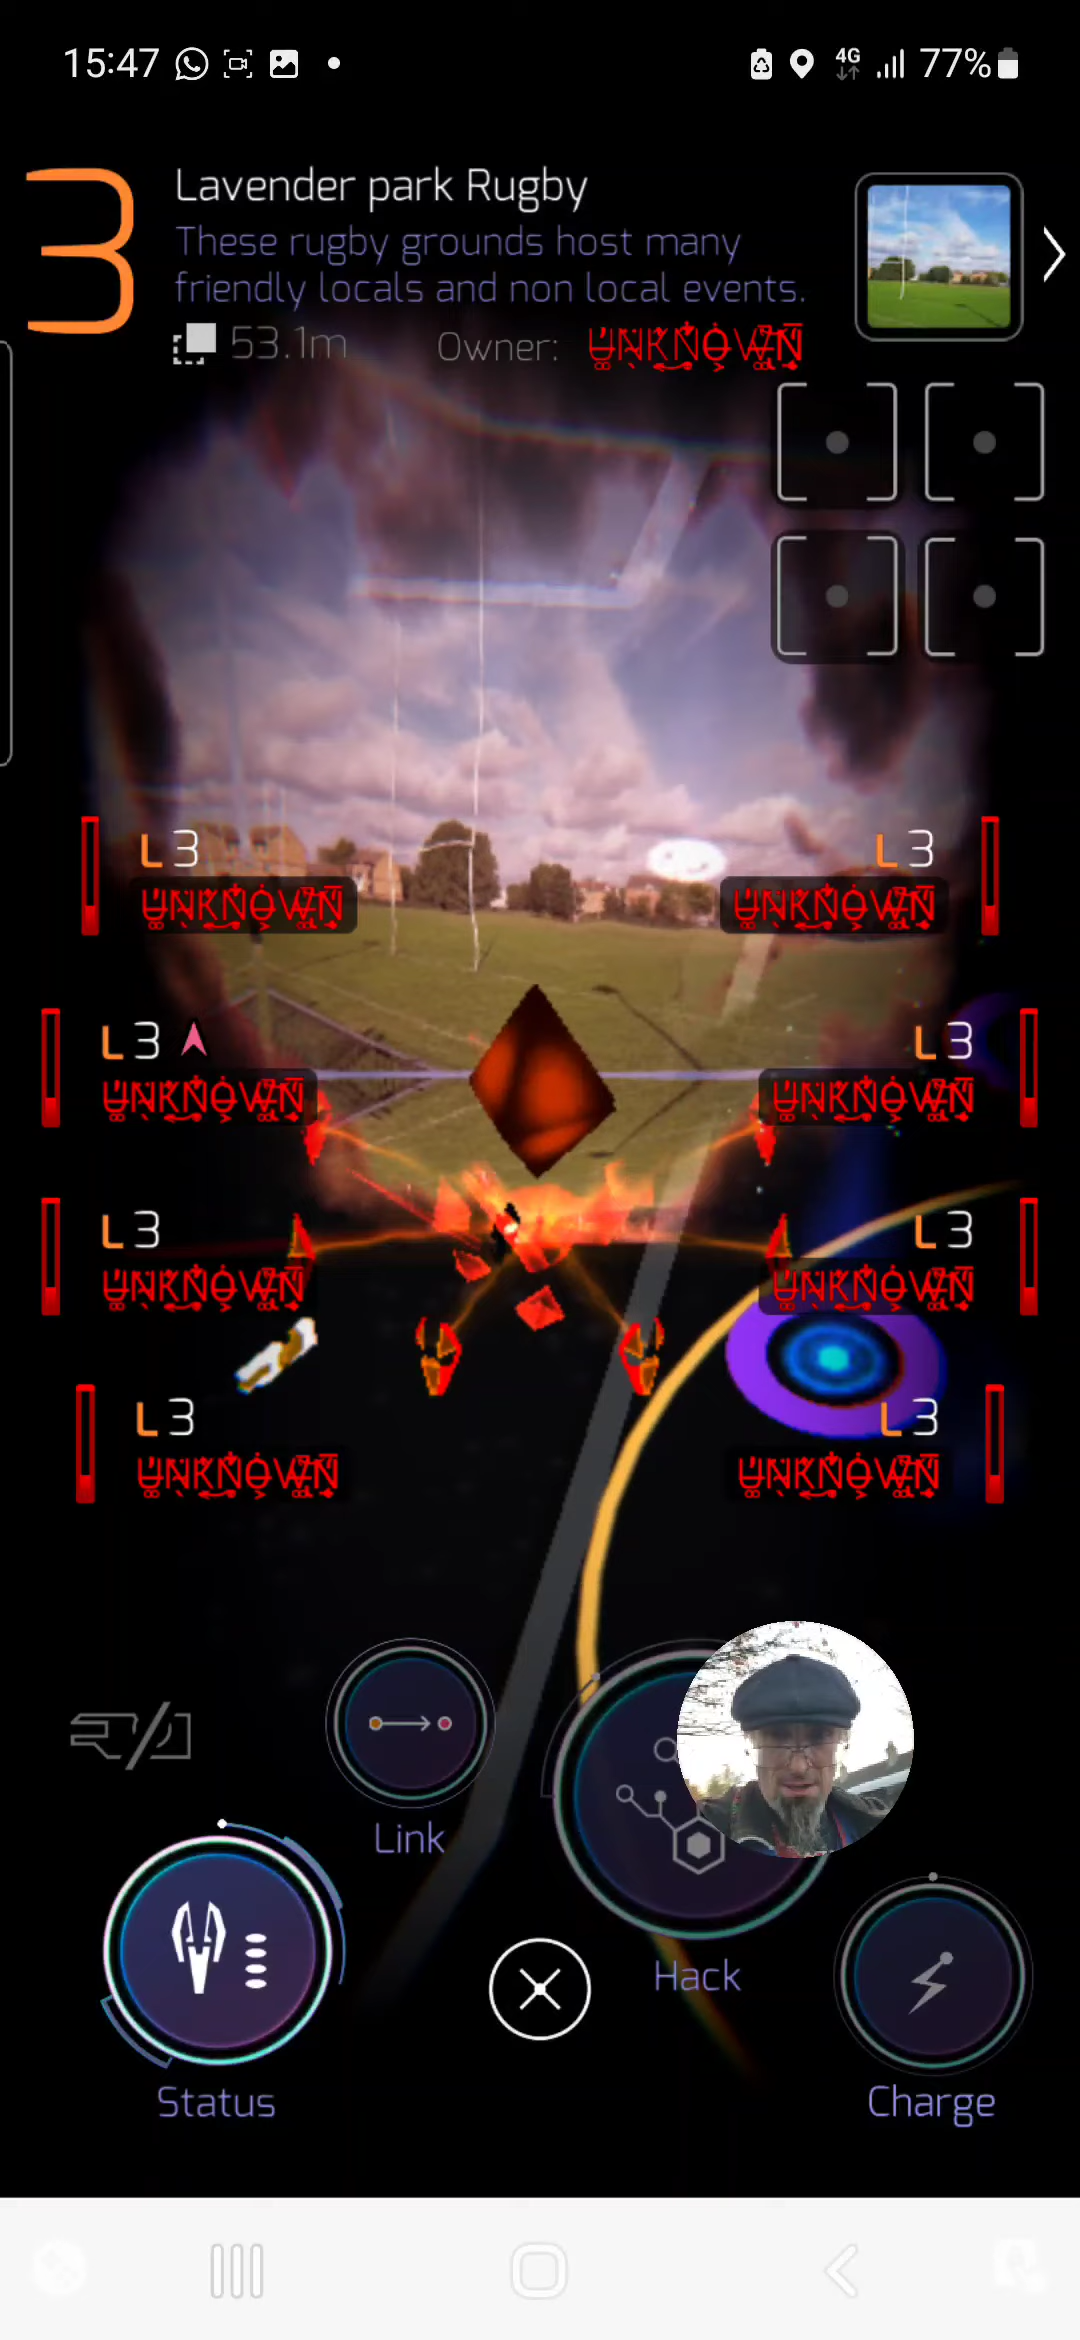 15:47 4G 77%
3
Lavender park Rugby
These rugby grounds host many
friendly locals and non local events.
53.1m Owner: UNKNOWN
L3 L3
UNKNOWN UNKNOWN
L3 L3
UNKNOWN UNKNOWN
L3 L3
UNKNOWN UNKNOWN
L3 L3
UNKNOWN UNKNOWN
Link
Hack
Status
Charge